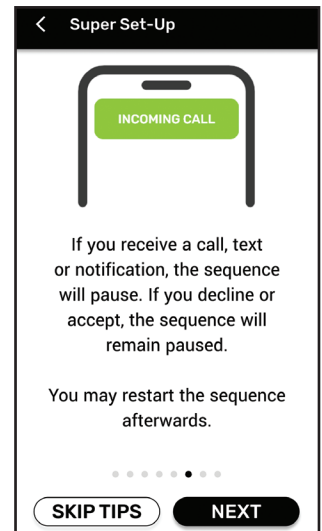 Super Set-Up
INCOMING CALL
If you receive a call, text
or notification, the sequence
will pause. If you decline or
accept, the sequence will
remain paused.
You may restart the sequence
afterwards.
SKIP TIPS
NEXT